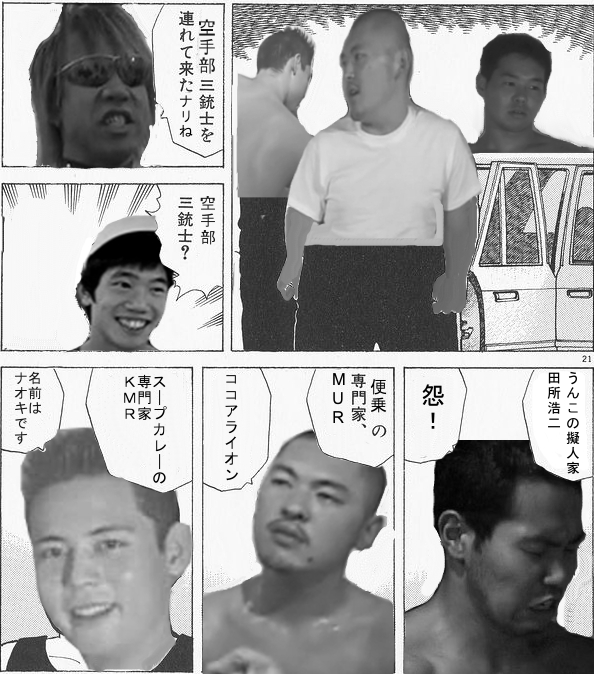 空手部三銃士を
連れて来たナリね
空手部
三銃士？
21
うんこの擬人家
田所浩二
怨！
便乗の
専門家、
MUR
ココアライオン
スープカレーの
専門家
KMR
名前は
ナオキです